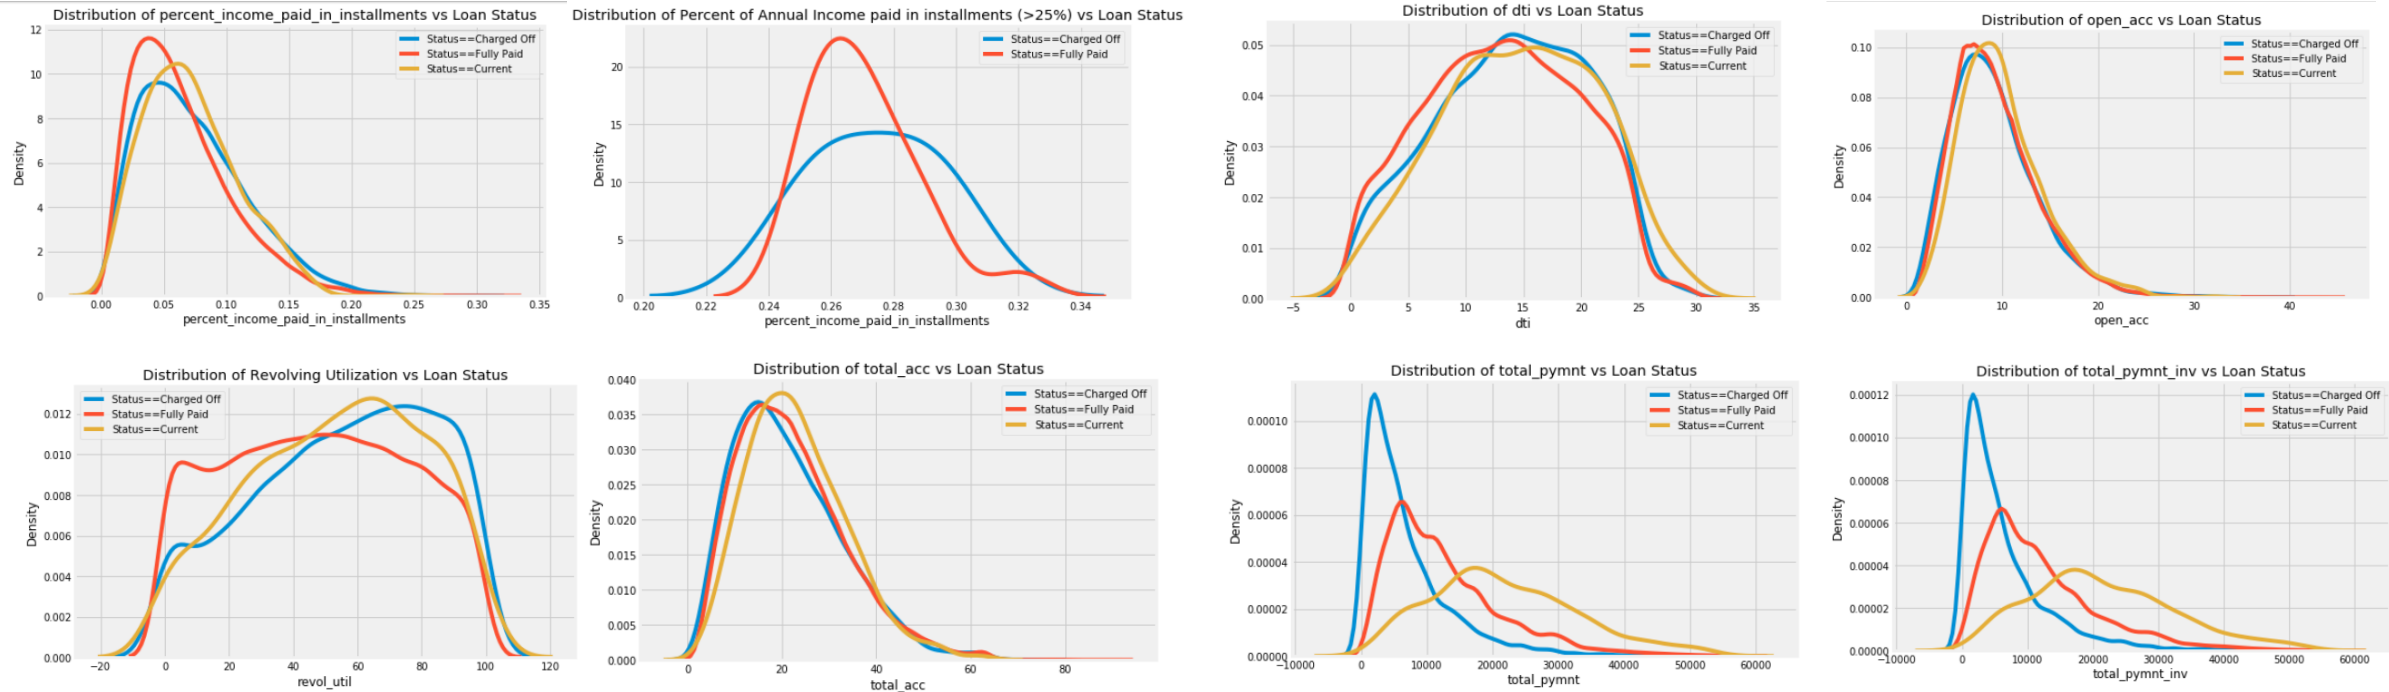 Distribution of percent_income_paid_in_installments vs Loan Status
Status==Charged Off
Status==Fully Paid
Status==Current
12
10
8
6
4
2
0
Density
0.00 0.05 0.10 0.15 0.20 0.25 0.30 0.35
percent_income_paid_in_installments
Distribution of Percent of Annual Income paid in installments (>25%) vs Loan Status
Status==Charged Off
Status==Fully Paid
20
15
10
5
0
Density
0.20 0.22 0.24 0.26 0.28 0.30 0.32 0.34
percent_income_paid_in_installments
Distribution of dti vs Loan Status
Status==Charged Off
Status==Fully Paid
Status==Current
0.05
0.04
0.03
0.02
0.01
0.00
Density
−5 0 5 10 15 20 25 30 35
dti
Distribution of open_acc vs Loan Status
Status==Charged Off
Status==Fully Paid
Status==Current
0.10
0.08
0.06
0.04
0.02
0.00
Density
0 10 20 30 40
open_acc
Distribution of Revolving Utilization vs Loan Status
Status==Charged Off
Status==Fully Paid
Status==Current
0.012
0.010
0.008
0.006
0.004
0.002
0.000
Density
−20 0 20 40 60 80 100 120
revol_util
Distribution of total_acc vs Loan Status
Status==Charged Off
Status==Fully Paid
Status==Current
0.040
0.035
0.030
0.025
0.020
0.015
0.010
0.005
0.000
Density
0 20 40 60 80
total_acc
Distribution of total_pymnt vs Loan Status
Status==Charged Off
Status==Fully Paid
Status==Current
0.00010
0.00008
0.00006
0.00004
0.00002
0.00000
Density
−10000 0 10000 20000 30000 40000 50000 60000
total_pymnt
Distribution of total_pymnt_inv vs Loan Status
Status==Charged Off
Status==Fully Paid
Status==Current
0.00012
0.00010
0.00008
0.00006
0.00004
0.00002
0.00000
Density
−10000 0 10000 20000 30000 40000 50000 60000
total_pymnt_inv